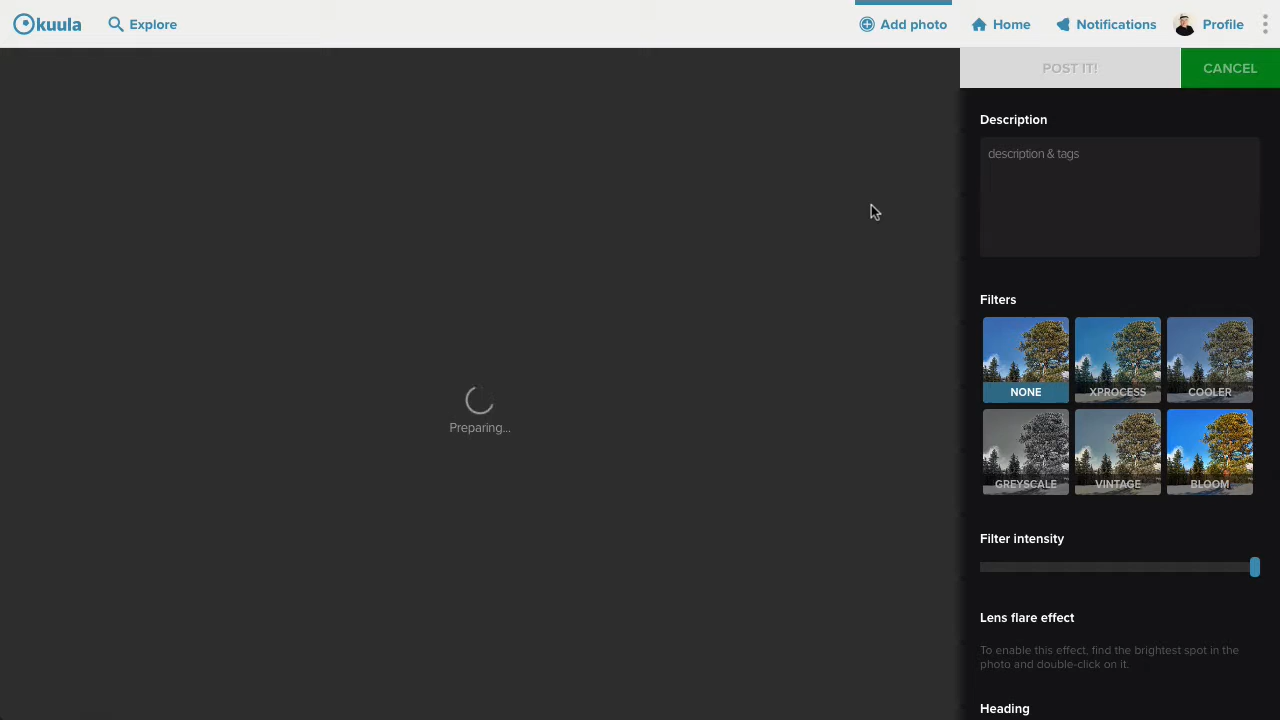 kuula
Explore
Add photo
Home
Notifications
Profile
POST IT!
CANCEL
Description
description & tags
Preparing...
Filters
NONE
XPROCESS
COOLER
GREYSCALE
VINTAGE
BLOOM
Filter intensity
Lens flare effect
To enable this effect, find the brightest spot in the
photo and double-click on it.
Heading